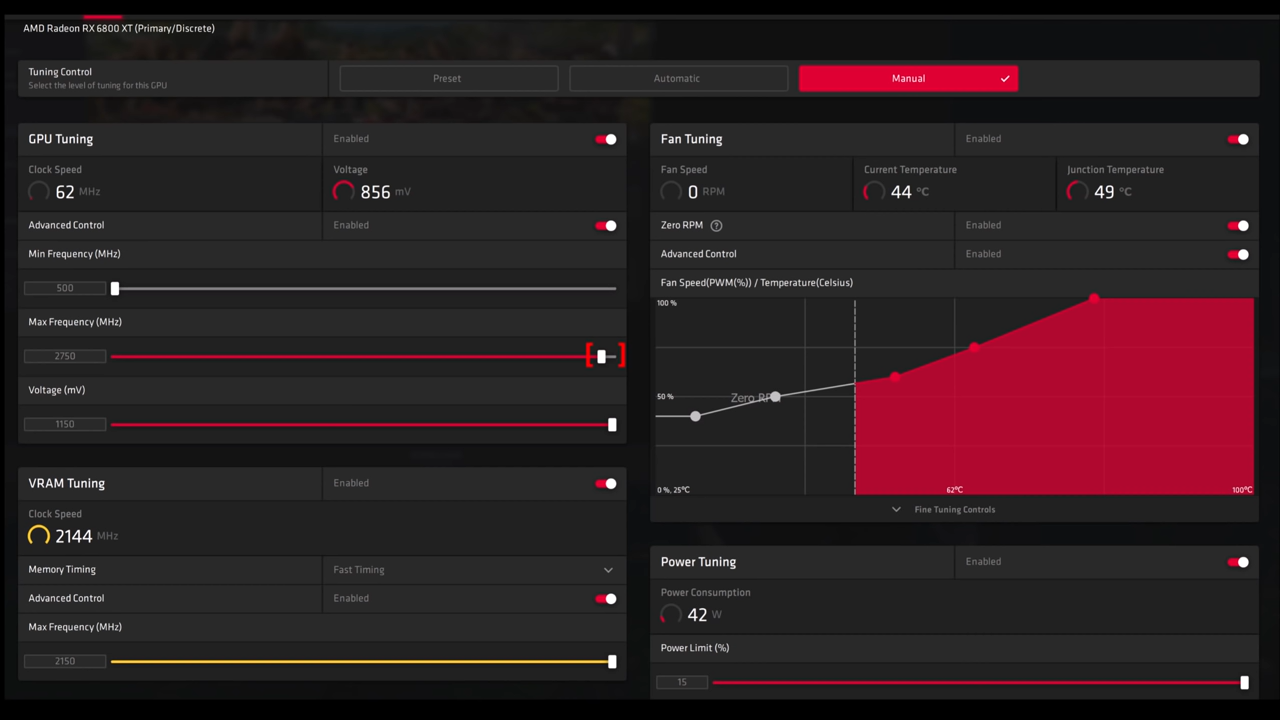 AMD Radeon RX 6800 XT (Primary/Discrete)
Tuning Control
Select the level of tuning for this GPU
Preset
Automatic
Manual
GPU Tuning
Enabled
Clock Speed
62 MHz
Voltage
856 mV
Advanced Control
Enabled
Min Frequency (MHz)
500
Max Frequency (MHz)
2750
Voltage (mV)
1150
VRAM Tuning
Enabled
Clock Speed
2144 MHz
Memory Timing
Fast Timing
Advanced Control
Enabled
Max Frequency (MHz)
2150
Fan Tuning
Enabled
Fan Speed
0 RPM
Current Temperature
44 °C
Junction Temperature
49 °C
Zero RPM ?
Enabled
Advanced Control
Enabled
Fan Speed(PWM(%)) / Temperature(Celsius)
100 %
50 %
Zero RPM
0 %, 25°C
62°C
100°C
Fine Tuning Controls
Power Tuning
Enabled
Power Consumption
42 W
Power Limit (%)
15